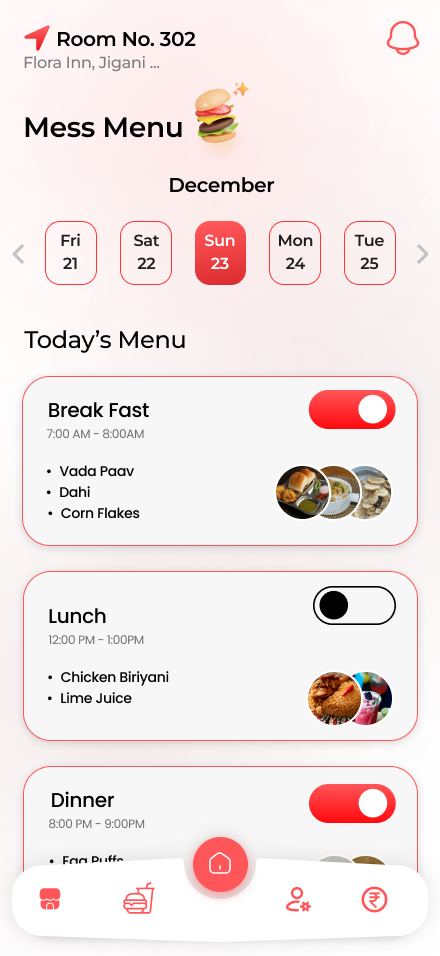 Room No. 302
Flora Inn, Jigani ...
Mess Menu
December
Fri Sat Sun Mon Tue
21 22 23 24 25
Today’s Menu
Break Fast
7:00 AM - 8:00AM
• Vada Paav
• Dahi
• Corn Flakes
Lunch
12:00 PM - 1:00PM
• Chicken Biriyani
• Lime Juice
Dinner
8:00 PM - 9:00PM
• Egg Puffs